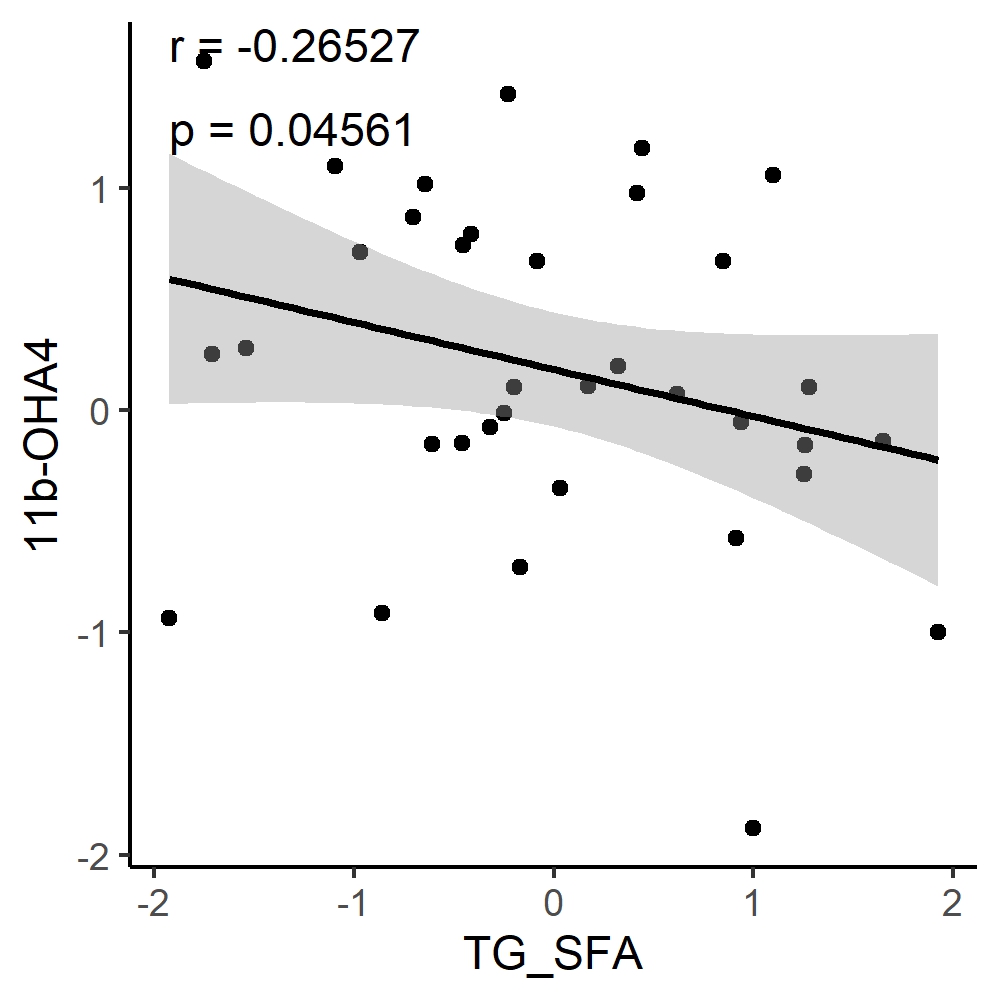 r = -0.26527
p = 0.04561
11b-OHA4
1
0
-1
-2
-2 -1 0 1 2
TG_SFA